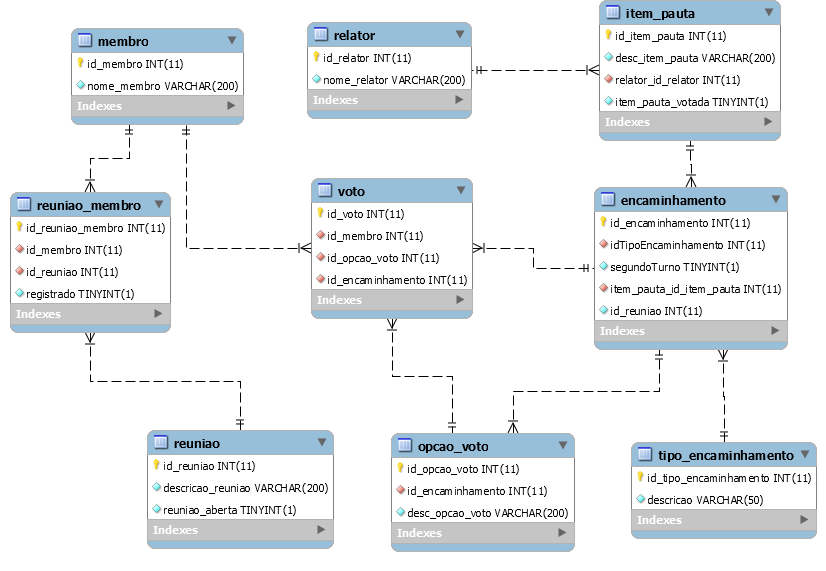 membro
id_membro INT(11)
nome_membro VARCHAR(200)
Indexes
relator
id_relator INT(11)
nome_relator VARCHAR(200)
Indexes
item_pauta
id_item_pauta INT(11)
desc_item_pauta VARCHAR(200)
relator_id_relator INT(11)
item_pauta_votada TINYINT(1)
Indexes
reuniao_membro
id_reuniao_membro INT(11)
id_membro INT(11)
id_reuniao INT(11)
registrado TINYINT(1)
Indexes
voto
id_voto INT(11)
id_membro INT(11)
id_opcao_voto INT(11)
id_encaminhamento INT(11)
Indexes
encaminhamento
id_encaminhamento INT(11)
idTipoEncaminhamento INT(11)
segundoTurno TINYINT(1)
item_pauta_id_item_pauta INT(11)
id_reuniao INT(11)
Indexes
reuniao
id_reuniao INT(11)
descricao_reuniao VARCHAR(200)
reuniao_aberta TINYINT(1)
Indexes
opcao_voto
id_opcao_voto INT(11)
id_encaminhamento INT(11)
desc_opcao_voto VARCHAR(200)
Indexes
tipo_encaminhamento
id_tipo_encaminhamento INT(11)
descricao VARCHAR(50)
Indexes